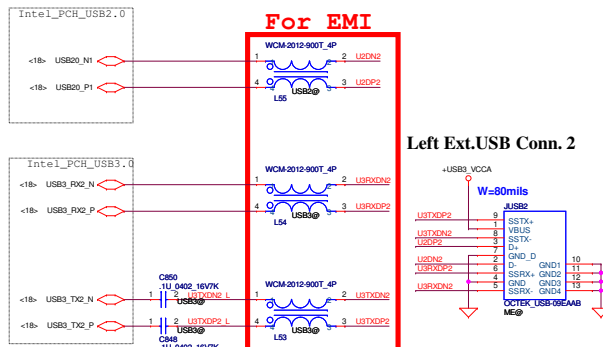 Intel_PCH_USB2.0
For EMI
WCM-2012-900T_4P
<18> USB20_N1 1 2 U2DN2
<18> USB20_P1 4 3 U2DP2
USB2@
L55
Left Ext.USB Conn. 2
Intel_PCH_USB3.0
+USB3_VCCA
WCM-2012-900T_4P
W=80mils
<18> USB3_RX2_N 1 2 U3RXDN2
JUSB2
<18> USB3_RX2_P 4 3 U3RXDP2
USB3@
L54
U3TXDP2 9 SSTX+
1 VBUS
U3TXDN2 8 SSTX-
U2DP2 3 D+
7 GND_D
U2DN2 2 D- GND1 10
U3RXDP2 6 SSRX+ GND2 11
4 GND GND3 12
U3RXDN2 5 SSRX- GND4 13
OCTEK_USB-09EAAB
ME@
C850
.1U_0402_16V7K
WCM-2012-900T_4P
<18> USB3_TX2_N 1 2 U3TXDN2_L 1 2 U3TXDN2
USB3@
<18> USB3_TX2_P 1 2 U3TXDP2_L 4 3 U3TXDP2
USB3@ USB3@
C848 L53
.1U_0402_16V7K